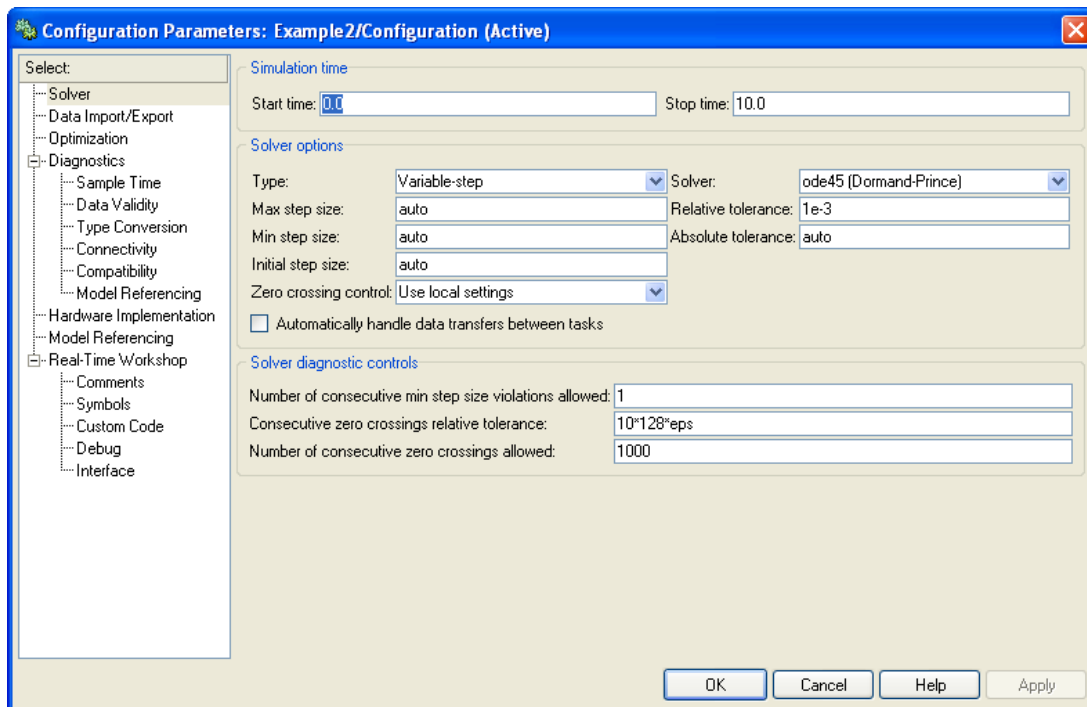 Configuration Parameters: Example2/Configuration (Active)
Select:
Solver
Data Import/Export
Optimization
Diagnostics
Sample Time
Data Validity
Type Conversion
Connectivity
Compatibility
Model Referencing
Hardware Implementation
Model Referencing
Real-Time Workshop
Comments
Symbols
Custom Code
Debug
Interface
Simulation time
Start time: 0.0 Stop time: 10.0
Solver options
Type: Variable-step Solver: ode45 (Dormand-Prince)
Max step size: auto Relative tolerance: 1e-3
Min step size: auto Absolute tolerance: auto
Initial step size: auto
Zero crossing control: Use local settings
Automatically handle data transfers between tasks
Solver diagnostic controls
Number of consecutive min step size violations allowed: 1
Consecutive zero crossings relative tolerance: 10*128*eps
Number of consecutive zero crossings allowed: 1000
OK Cancel Help Apply